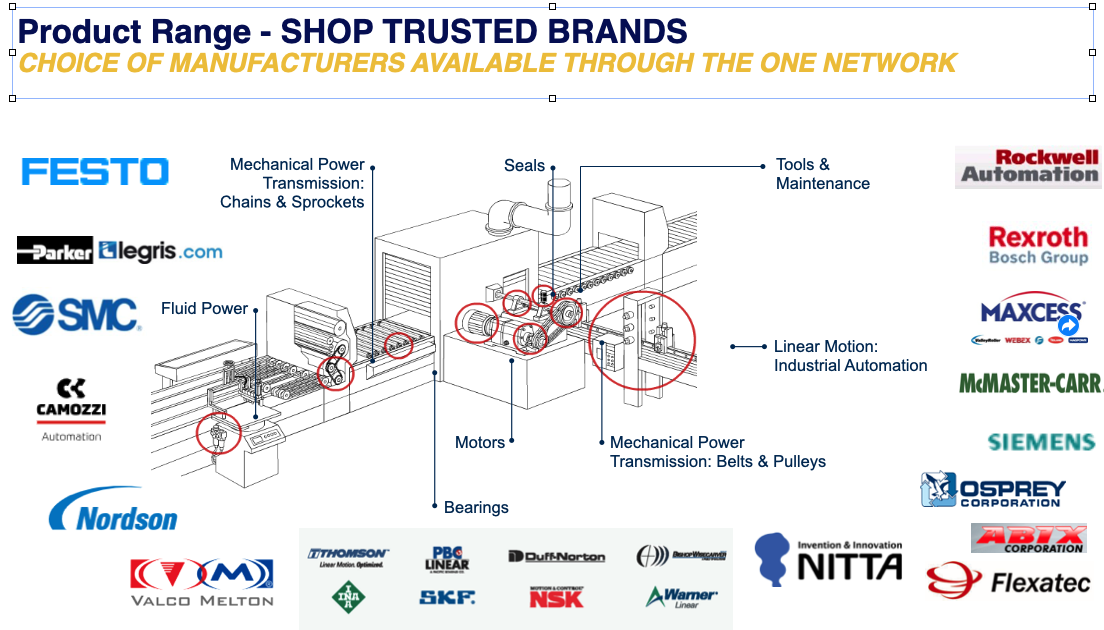 Product Range - SHOP TRUSTED BRANDS
CHOICE OF MANUFACTURERS AVAILABLE THROUGH THE ONE NETWORK
FESTO
Mechanical Power
Transmission:
Chains & Sprockets
Seals
Tools &
Maintenance
Rockwell
Automation
Parker
legris.com
Rexroth
Bosch Group
SMC
Fluid Power
MAXCESS
WEBEX
Linear Motion:
Industrial Automation
CAMOZZI
Automation
McMASTER-CARR
Motors
Mechanical Power
Transmission: Belts & Pulleys
SIEMENS
Nordson
Bearings
OSPREY
CORPORATION
VALCO MELTON
THOMSON
Linear Motion. Optimized.
PBC
LINEAR
DUFF-NORTON
BISHOP-WISECARVER
Invention & Innovation
NITTA
ABTX
CORPORATION
INA
SKF.
MOTION & CONTROL
NSK
Warner
Linear
Flexatec